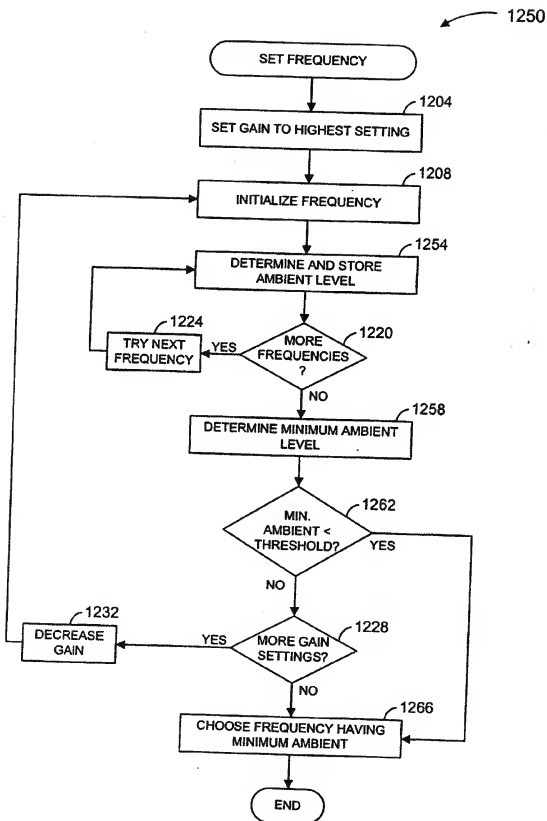 1250
SET FREQUENCY
1204
SET GAIN TO HIGHEST SETTING
1208
INITIALIZE FREQUENCY
1254
DETERMINE AND STORE
AMBIENT LEVEL
1224
TRY NEXT
FREQUENCY
YES
1220
MORE
FREQUENCIES
?
NO
1258
DETERMINE MINIMUM AMBIENT
LEVEL
1262
MIN.
AMBIENT <
THRESHOLD?
YES
NO
1232
DECREASE
GAIN
YES
1228
MORE GAIN
SETTINGS?
NO
1266
CHOOSE FREQUENCY HAVING
MINIMUM AMBIENT
END